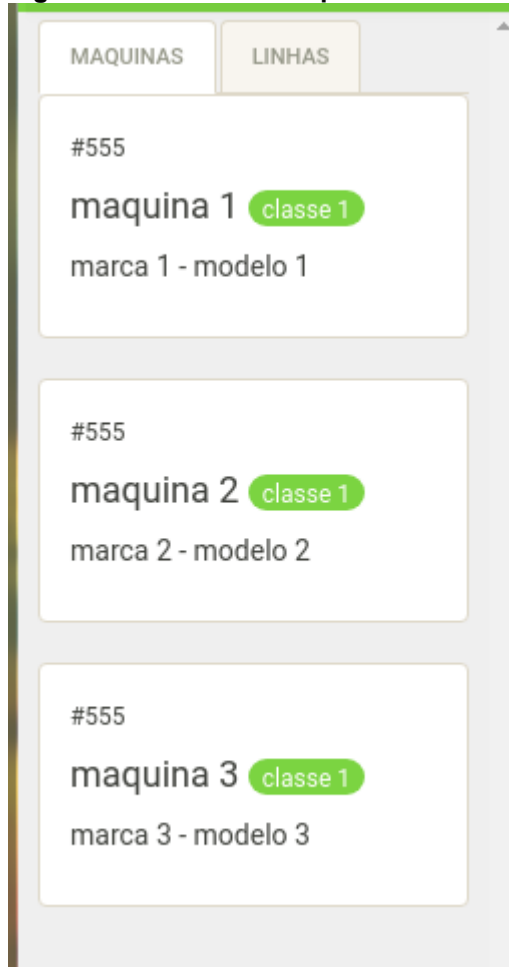 MAQUINAS LINHAS
#555
maquina 1 classe 1
marca 1 - modelo 1
#555
maquina 2 classe 1
marca 2 - modelo 2
#555
maquina 3 classe 1
marca 3 - modelo 3